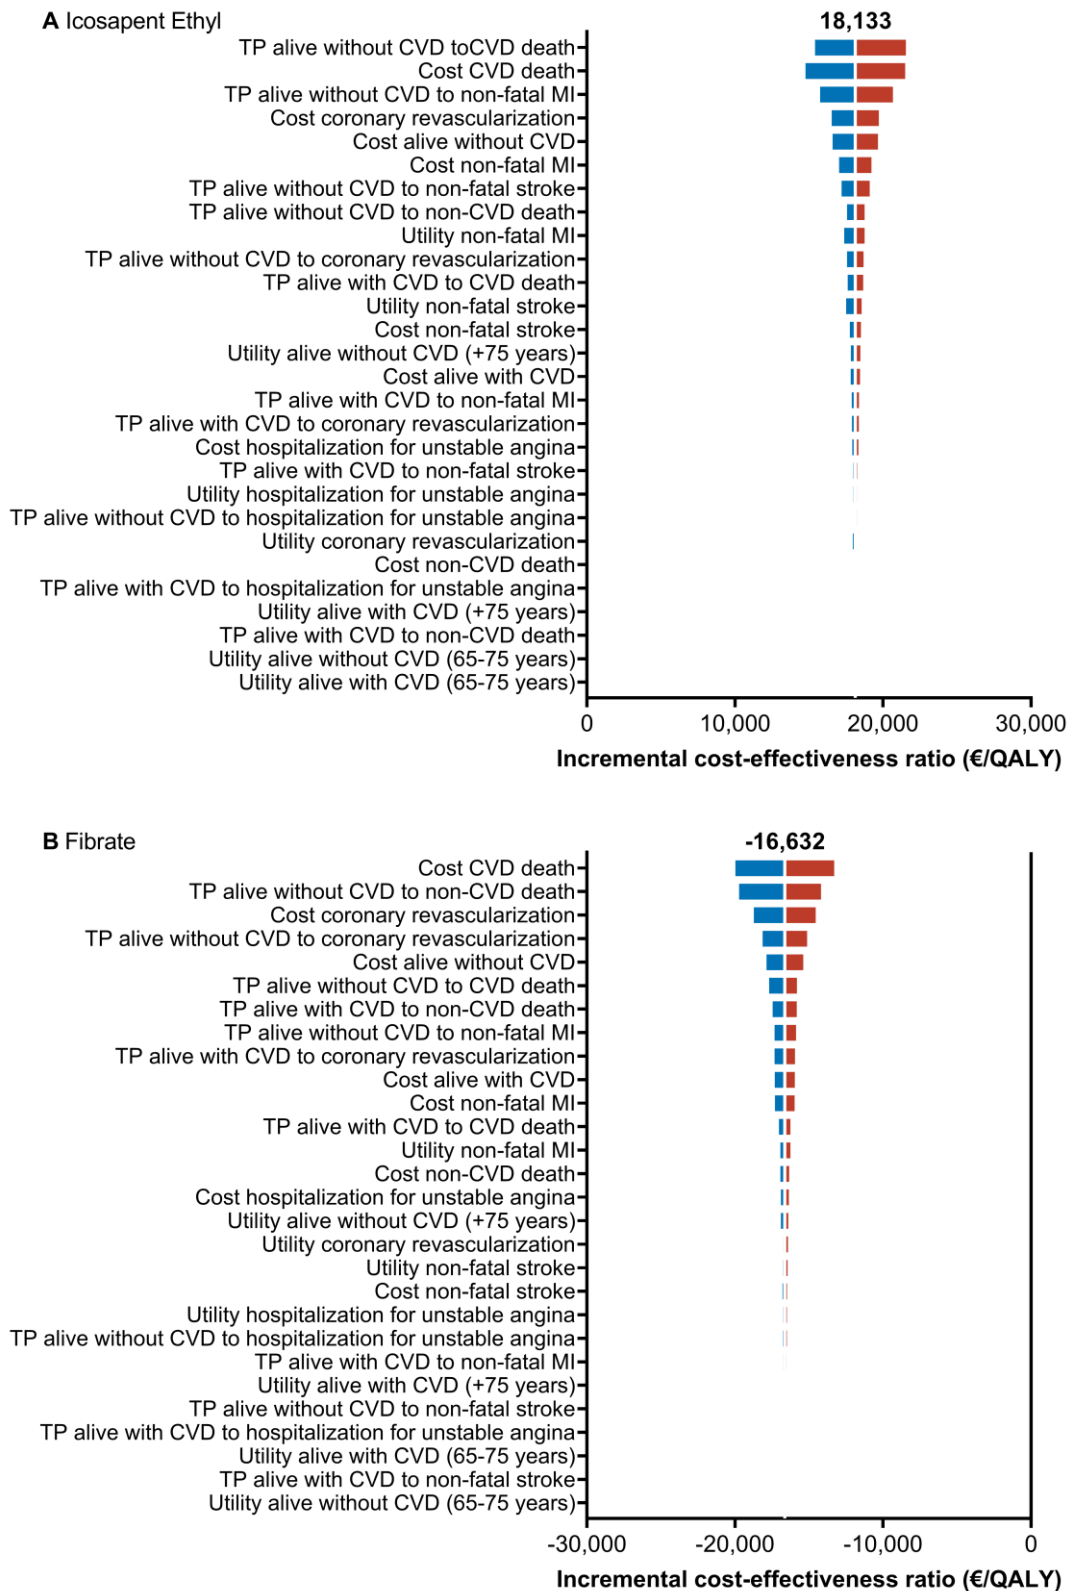 A Icosapent Ethyl
18,133
TP alive without CVD toCVD death
Cost CVD death
TP alive without CVD to non-fatal MI
Cost coronary revascularization
Cost alive without CVD
Cost non-fatal MI
TP alive without CVD to non-fatal stroke
TP alive without CVD to non-CVD death
Utility non-fatal MI
TP alive without CVD to coronary revascularization
TP alive with CVD to CVD death
Utility non-fatal stroke
Cost non-fatal stroke
Utility alive without CVD (+75 years)
Cost alive with CVD
TP alive with CVD to non-fatal MI
TP alive with CVD to coronary revascularization
Cost hospitalization for unstable angina
TP alive with CVD to non-fatal stroke
Utility hospitalization for unstable angina
TP alive without CVD to hospitalization for unstable angina
Utility coronary revascularization
Cost non-CVD death
TP alive with CVD to hospitalization for unstable angina
Utility alive with CVD (+75 years)
TP alive with CVD to non-CVD death
Utility alive without CVD (65-75 years)
Utility alive with CVD (65-75 years)
0 10,000 20,000 30,000
Incremental cost-effectiveness ratio (€/QALY)
B Fibrate
-16,632
Cost CVD death
TP alive without CVD to non-CVD death
Cost coronary revascularization
TP alive without CVD to coronary revascularization
Cost alive without CVD
TP alive without CVD to CVD death
TP alive with CVD to non-CVD death
TP alive without CVD to non-fatal MI
TP alive with CVD to coronary revascularization
Cost alive with CVD
Cost non-fatal MI
TP alive with CVD to CVD death
Utility non-fatal MI
Cost non-CVD death
Cost hospitalization for unstable angina
Utility alive without CVD (+75 years)
Utility coronary revascularization
Utility non-fatal stroke
Cost non-fatal stroke
Utility hospitalization for unstable angina
TP alive without CVD to hospitalization for unstable angina
TP alive with CVD to non-fatal MI
Utility alive with CVD (+75 years)
TP alive without CVD to non-fatal stroke
TP alive with CVD to hospitalization for unstable angina
Utility alive with CVD (65-75 years)
TP alive with CVD to non-fatal stroke
Utility alive without CVD (65-75 years)
-30,000 -20,000 -10,000 0
Incremental cost-effectiveness ratio (€/QALY)